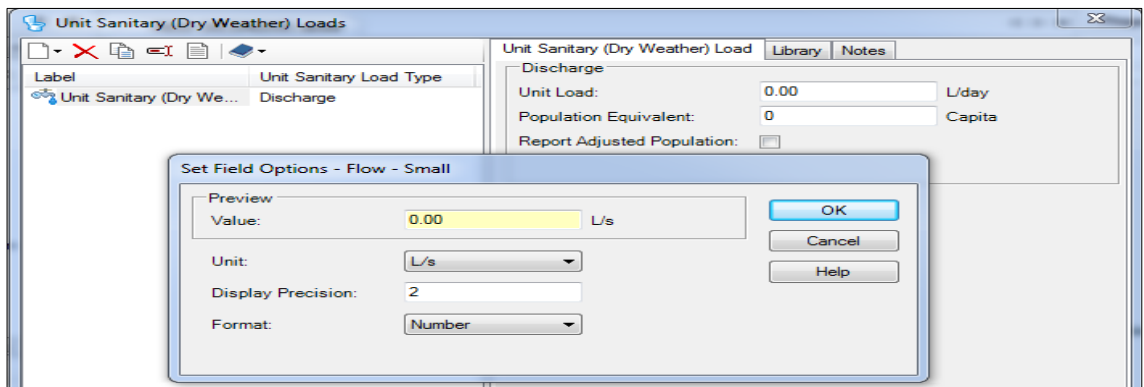 Unit Sanitary (Dry Weather) Loads
Unit Sanitary (Dry Weather) Load Library Notes
Label Unit Sanitary Load Type
Unit Sanitary (Dry We... Discharge
Discharge
Unit Load: 0.00 L/day
Population Equivalent: 0 Capita
Report Adjusted Population:
Set Field Options - Flow - Small
Preview
Value: 0.00 L/s
Unit: L/s
Display Precision: 2
Format: Number
OK
Cancel
Help